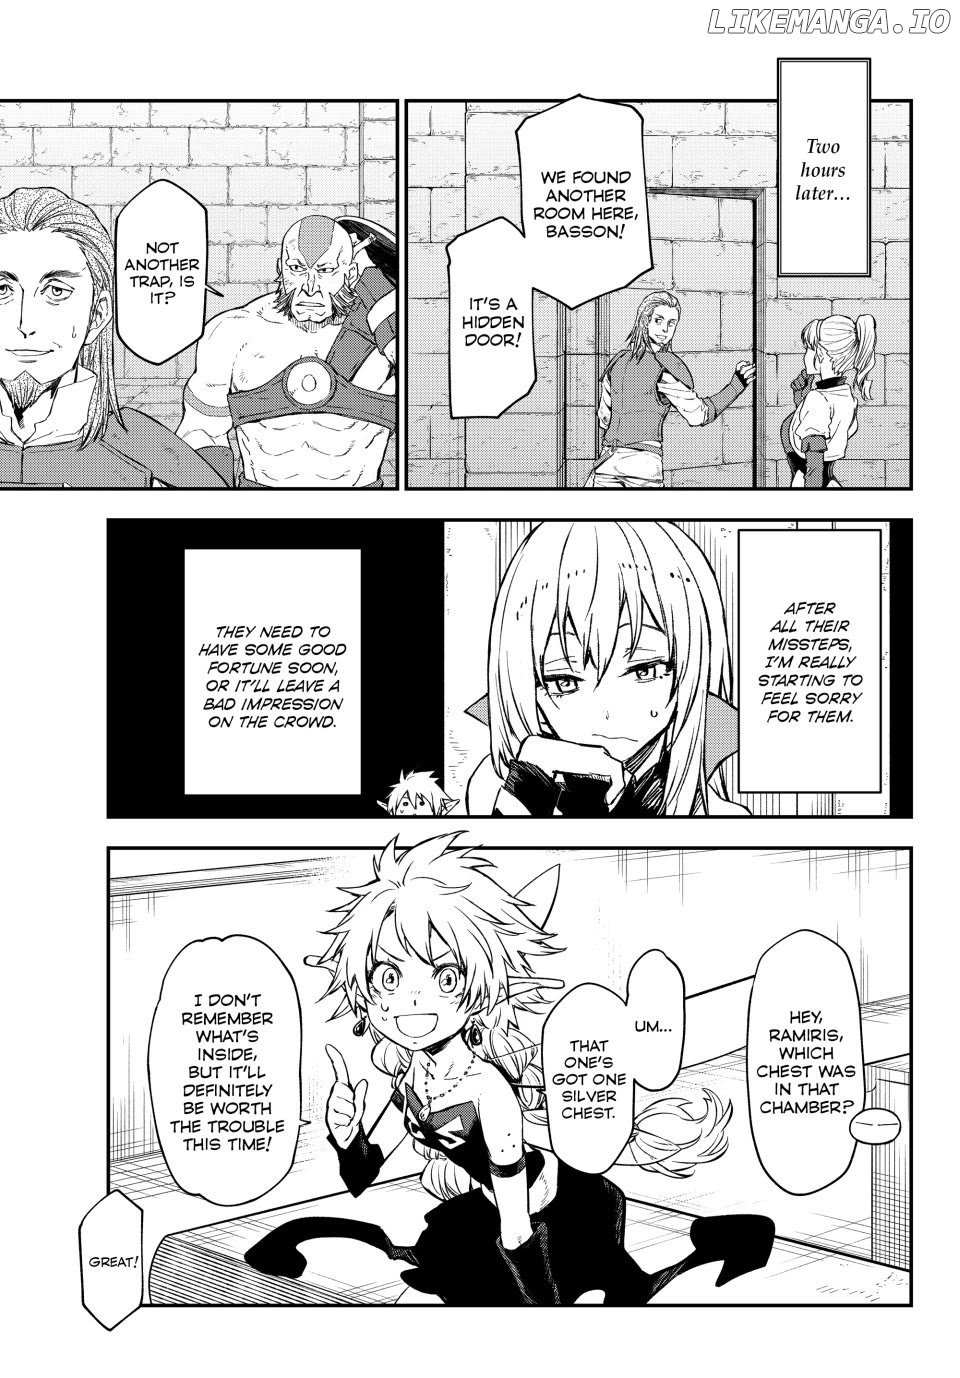 LIKEMANGA.IO
Two
hours
later...
WE FOUND
ANOTHER
ROOM HERE,
BASSON!
IT'S A
HIDDEN
DOOR!
NOT
ANOTHER
TRAP, IS
IT?
AFTER
ALL THEIR
MISSTEPS,
I'M REALLY
STARTING TO
FEEL SORRY
FOR THEM.
THEY NEED TO
HAVE SOME GOOD
FORTUNE SOON,
OR IT'LL LEAVE A
BAD IMPRESSION
ON THE CROWD.
HEY,
RAMIRIS,
WHICH
CHEST WAS
IN THAT
CHAMBER?
UM...
THAT
ONE'S
GOT ONE
SILVER
CHEST.
I DON'T
REMEMBER
WHAT'S
INSIDE,
BUT IT'LL
DEFINITELY
BE WORTH
THE TROUBLE
THIS TIME!
GREAT!